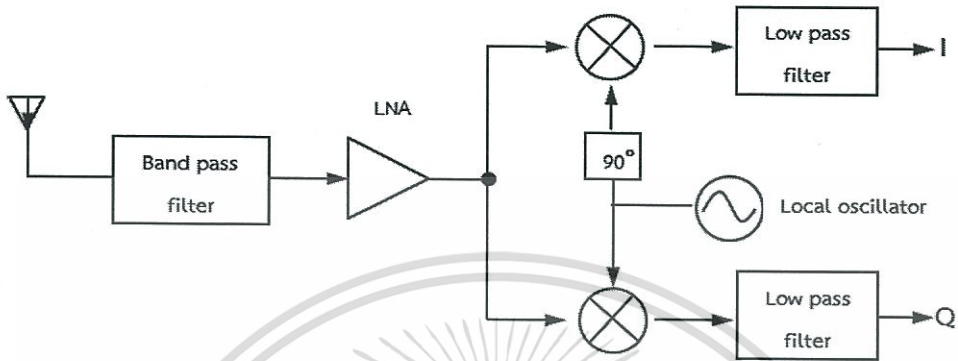 Low pass
filter
I
LNA
Band pass
filter
90°
Local oscillator
Low pass
filter
Q